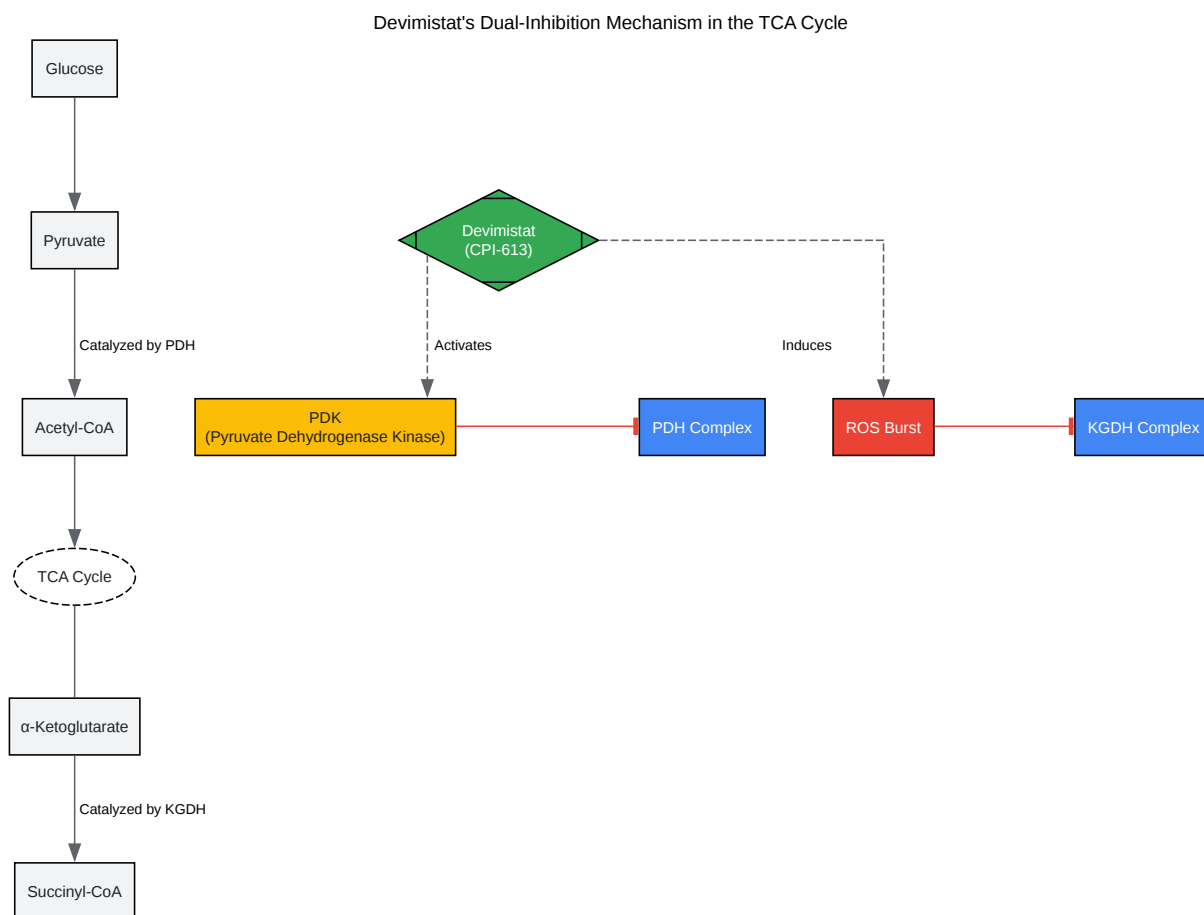 Devimistat's Dual-Inhibition Mechanism in the TCA Cycle
Glucose
Pyruvate
Devimistat
(CPI-613)
Catalyzed by PDH
Activates
Induces
Acetyl-CoA
PDK
(Pyruvate Dehydrogenase Kinase)
PDH Complex
ROS Burst
KGDH Complex
TCA Cycle
α-Ketoglutarate
Catalyzed by KGDH
Succinyl-CoA